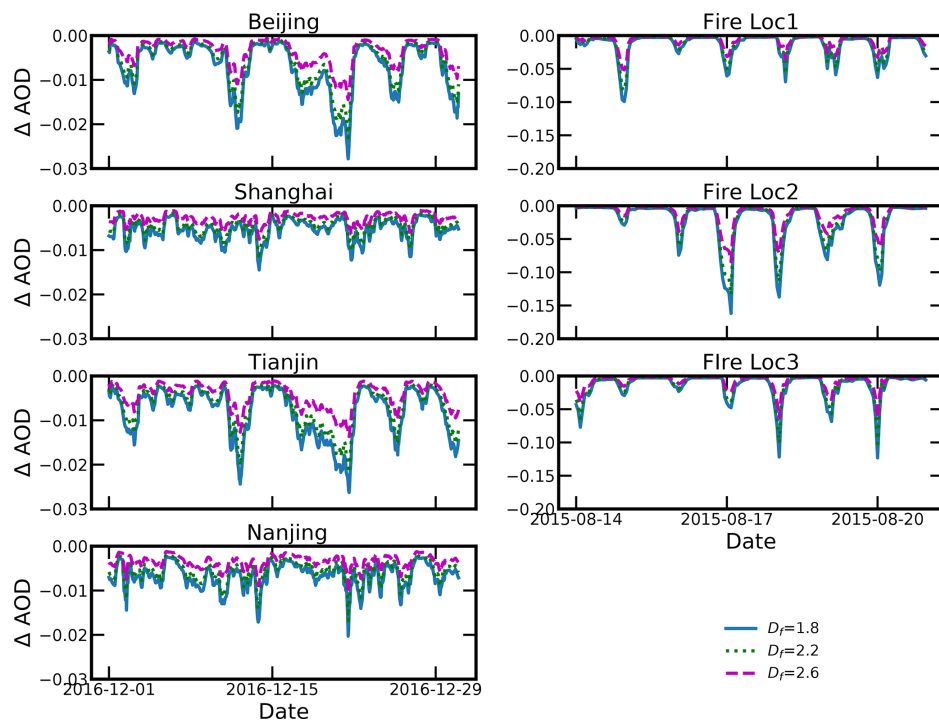 Beijing
Δ AOD
0.00
−0.01
−0.02
−0.03
Shanghai
Δ AOD
0.00
−0.01
−0.02
−0.03
Tianjin
Δ AOD
0.00
−0.01
−0.02
−0.03
Nanjing
Δ AOD
0.00
−0.01
−0.02
−0.03
2016-12-01 2016-12-15 2016-12-29
Date
Fire Loc1
0.00
−0.05
−0.10
−0.15
−0.20
Fire Loc2
0.00
−0.05
−0.10
−0.15
−0.20
FIre Loc3
0.00
−0.05
−0.10
−0.15
−0.20
2015-08-14 2015-08-17 2015-08-20
Date
D_f=1.8
D_f=2.2
D_f=2.6